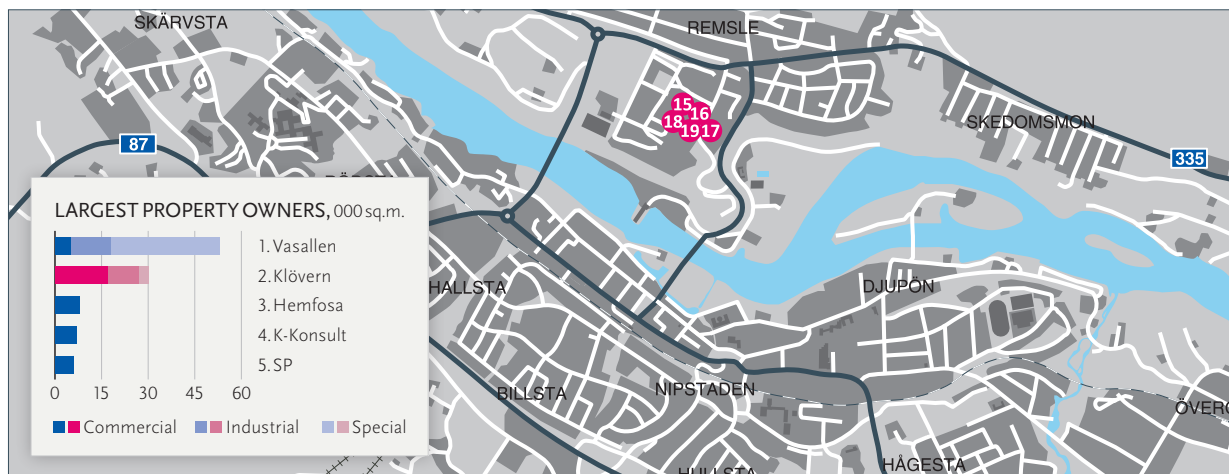 SKÄRVSTA
REMSLE
15
16
18
19 17
SKEDOMSMON
87
335
LARGEST PROPERTY OWNERS, 000 sq.m.
1. Vasallen
2. Klövern
3. Hemfosa
4. K-Konsult
5. SP
0 15 30 45 60
Commercial Industrial Special
HALLSTA
DJUPÖN
BILLSTA
NIPSTADEN
HÅGESTA